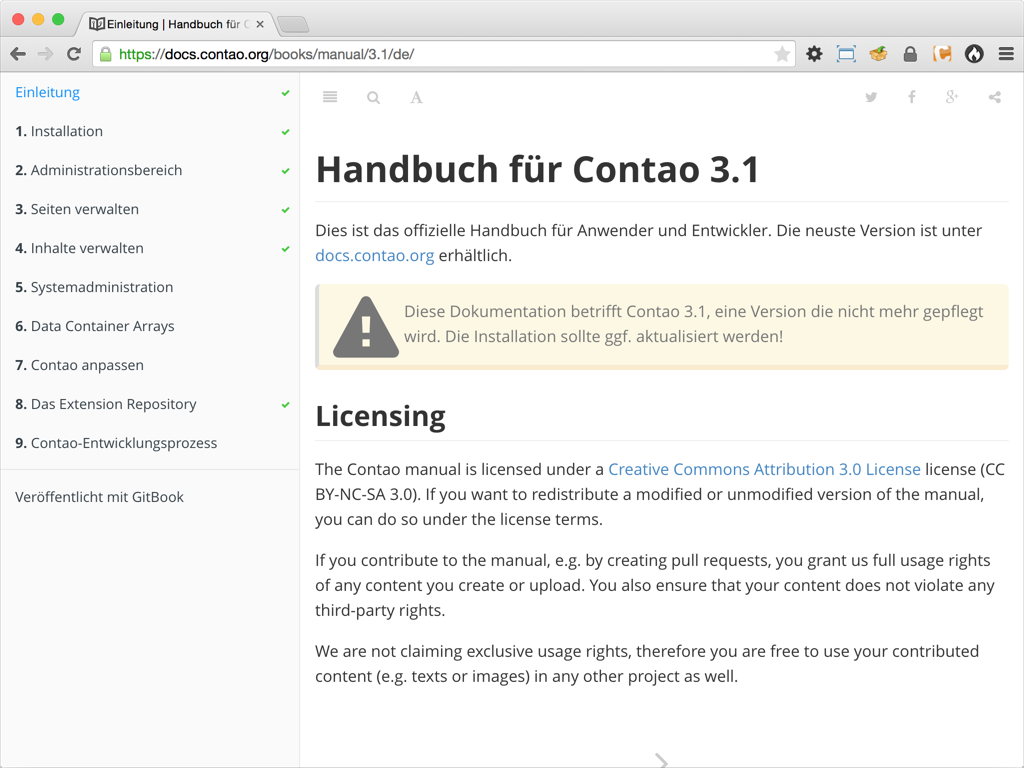 Einleitung | Handbuch für C
https://docs.contao.org/books/manual/3.1/de/
Einleitung
1. Installation
2. Administrationsbereich
3. Seiten verwalten
4. Inhalte verwalten
5. Systemadministration
6. Data Container Arrays
7. Contao anpassen
8. Das Extension Repository
9. Contao-Entwicklungsprozess
Veröffentlicht mit GitBook
A
Handbuch für Contao 3.1
Dies ist das offizielle Handbuch für Anwender und Entwickler. Die neuste Version ist unter
docs.contao.org erhältlich.
Diese Dokumentation betrifft Contao 3.1, eine Version die nicht mehr gepflegt
wird. Die Installation sollte ggf. aktualisiert werden!
Licensing
The Contao manual is licensed under a Creative Commons Attribution 3.0 License license (CC
BY-NC-SA 3.0). If you want to redistribute a modified or unmodified version of the manual,
you can do so under the license terms.
If you contribute to the manual, e.g. by creating pull requests, you grant us full usage rights
of any content you create or upload. You also ensure that your content does not violate any
third-party rights.
We are not claiming exclusive usage rights, therefore you are free to use your contributed
content (e.g. texts or images) in any other project as well.